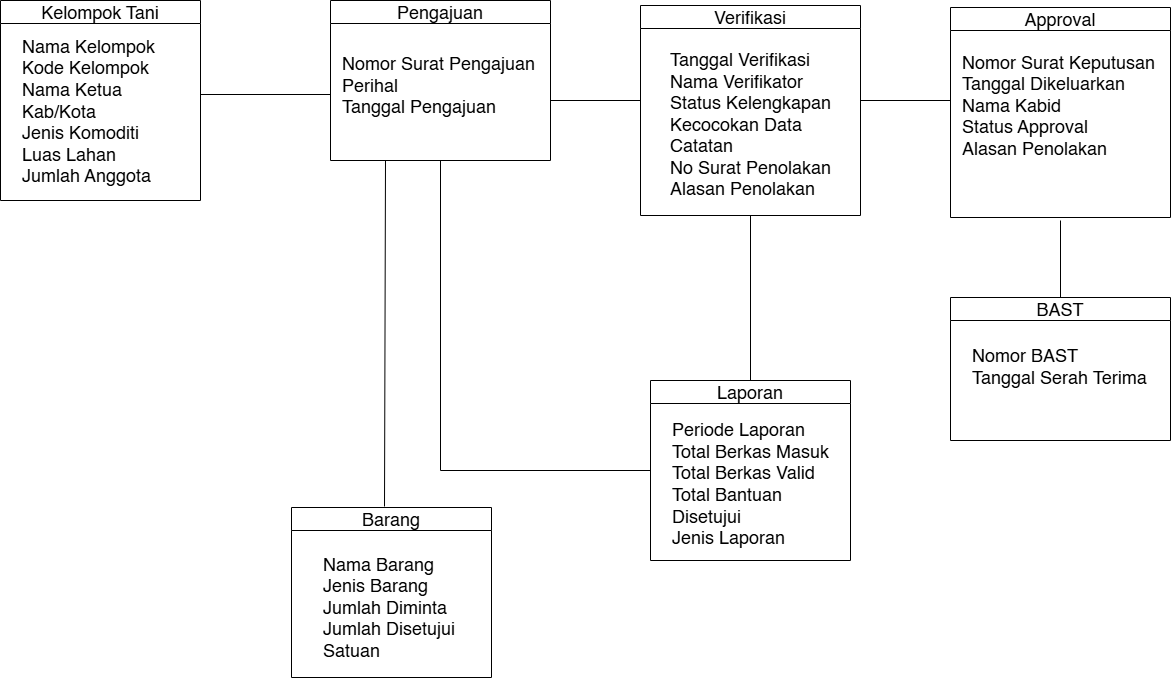 Kelompok Tani
Nama Kelompok
Kode Kelompok
Nama Ketua
Kab/Kota
Jenis Komoditi
Luas Lahan
Jumlah Anggota
Pengajuan
Nomor Surat Pengajuan
Perihal
Tanggal Pengajuan
Verifikasi
Tanggal Verifikasi
Nama Verifikator
Status Kelengkapan
Kecocokan Data
Catatan
No Surat Penolakan
Alasan Penolakan
Approval
Nomor Surat Keputusan
Tanggal Dikeluarkan
Nama Kabid
Status Approval
Alasan Penolakan
BAST
Nomor BAST
Tanggal Serah Terima
Laporan
Periode Laporan
Total Berkas Masuk
Total Berkas Valid
Total Bantuan
Disetujui
Jenis Laporan
Barang
Nama Barang
Jenis Barang
Jumlah Diminta
Jumlah Disetujui
Satuan